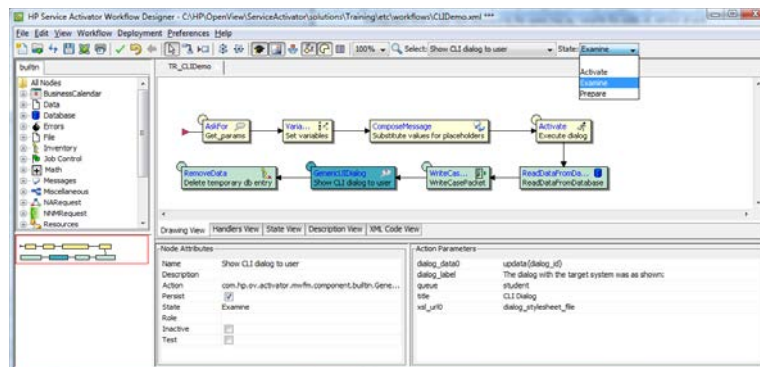 HP Service Activator Workflow Designer - C:\HP\OpenView\ServiceActivator\solutions\Training\etc\workflows\CLIDemo.xml ***
File Edit View Workflow Deployment Preferences Help
100% Select: Show CLI dialog to user State: Examine
Activate
Examine
Prepare
builtin
TR_CLIDemo
All Nodes
BusinessCalendar
Data
Database
Errors
File
Inventory
Job Control
Math
Messages
Miscellaneous
NARequest
NNMRequest
Resources
AskFor
Get_params
Varia...
Set variables
ComposeMessage
Substitute values for placeholders
Activate
Execute dialog
RemoveData
Delete temporary db entry
GenericUIDialog
Show CLI dialog to user
WriteCas...
WriteCasePacket
ReadDataFromDa...
ReadDataFromDatabase
Drawing View Handlers View State View Description View XML Code View
Node Attributes
Name Show CLI dialog to user
Description
Action com.hp.ov.activator.mwfm.component.builtin.Gene...
Persist
State Examine
Role
Inactive
Test
Action Parameters
dialog_data0 updata(dialog_id)
dialog_label The dialog with the target system was as shown:
queue student
title CLI Dialog
xsl_url0 dialog_stylesheet_file